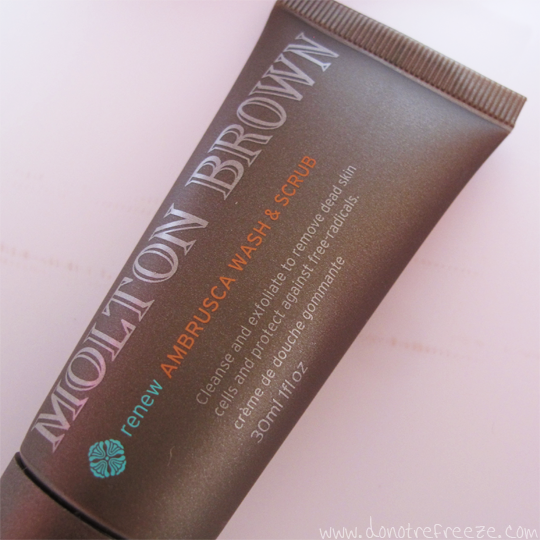 MOLTON BROWN
renew AMBRUSCA WASH & SCRUB
Cleanse and exfoliate to remove dead skin
cells and protect against free-radicals.
crème de douche gommante
30ml 1fl oz
www.donotrefreeze.com